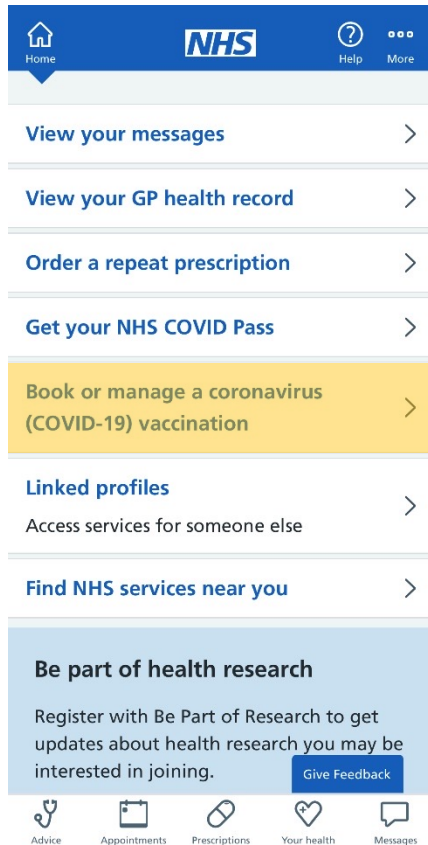 NHS
Home
Help
More
View your messages
View your GP health record
Order a repeat prescription
Get your NHS COVID Pass
Book or manage a coronavirus
(COVID-19) vaccination
Linked profiles
Access services for someone else
Find NHS services near you
Be part of health research
Register with Be Part of Research to get
updates about health research you may be
interested in joining.
Give Feedback
Advice
Appointments
Prescriptions
Your health
Messages